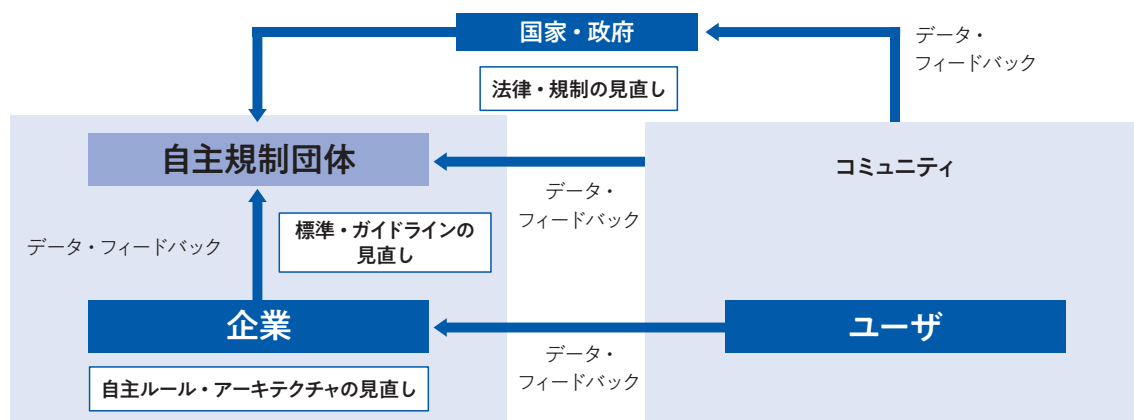 国家・政府
データ・
フィードバック
法律・規制の見直し
自主規制団体
コミュニティ
データ・
フィードバック
標準・ガイドラインの
見直し
データ・フィードバック
企業
ユーザ
データ・
フィードバック
自主ルール・アーキテクチャの見直し